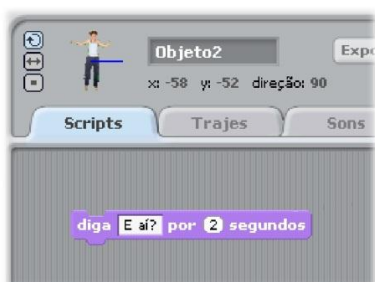 Objeto2
Expo
x: -58 y: -52 direção: 90
Scripts Trajes Sons
diga E aí? por 2 segundos